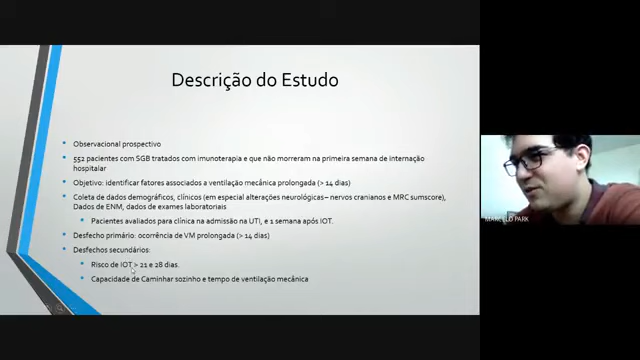 Descrição do Estudo
Observacional prospectivo
552 pacientes com SGB tratados com imunoterapia e que não morreram na primeira semana de internação
hospitalar
Objetivo: identificar fatores associados a ventilação mecânica prolongada (> 14 dias)
Coleta de dados demográficos, clínicos (em especial alterações neurológicas – nervos cranianos e MRC sumscore),
Dados de ENM, dados de exames laboratoriais
Pacientes avaliados para clínica na admissão na UTI, e 1 semana após IOT.
Desfecho primário: ocorrência de VM prolongada (> 14 dias)
Desfechos secundários:
Risco de IOT > 21 e 28 dias.
Capacidade de Caminhar sozinho e tempo de ventilação mecânica
MARCELO PARK